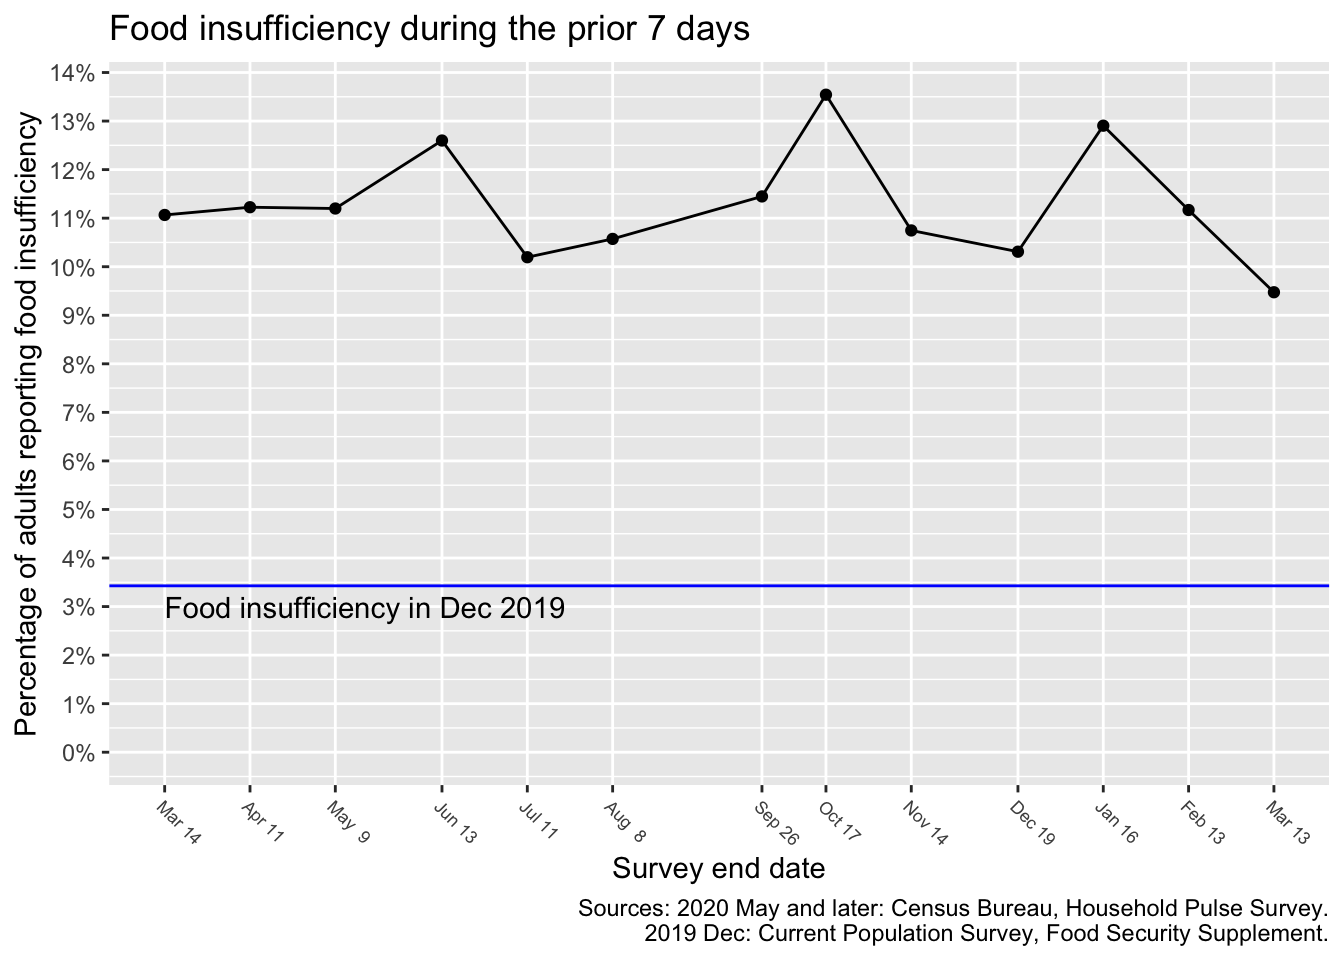 Food insufficiency during the prior 7 days
Percentage of adults reporting food insufficiency
14%
13%
12%
11%
10%
9%
8%
7%
6%
5%
4%
3%
2%
1%
0%
Food insufficiency in Dec 2019
Mar 14
Apr 11
May  9
Jun 13
Jul 11
Aug  8
Sep 26
Oct 17
Nov 14
Dec 19
Jan 16
Feb 13
Mar 13
Survey end date
Sources: 2020 May and later: Census Bureau, Household Pulse Survey.
2019 Dec: Current Population Survey, Food Security Supplement.